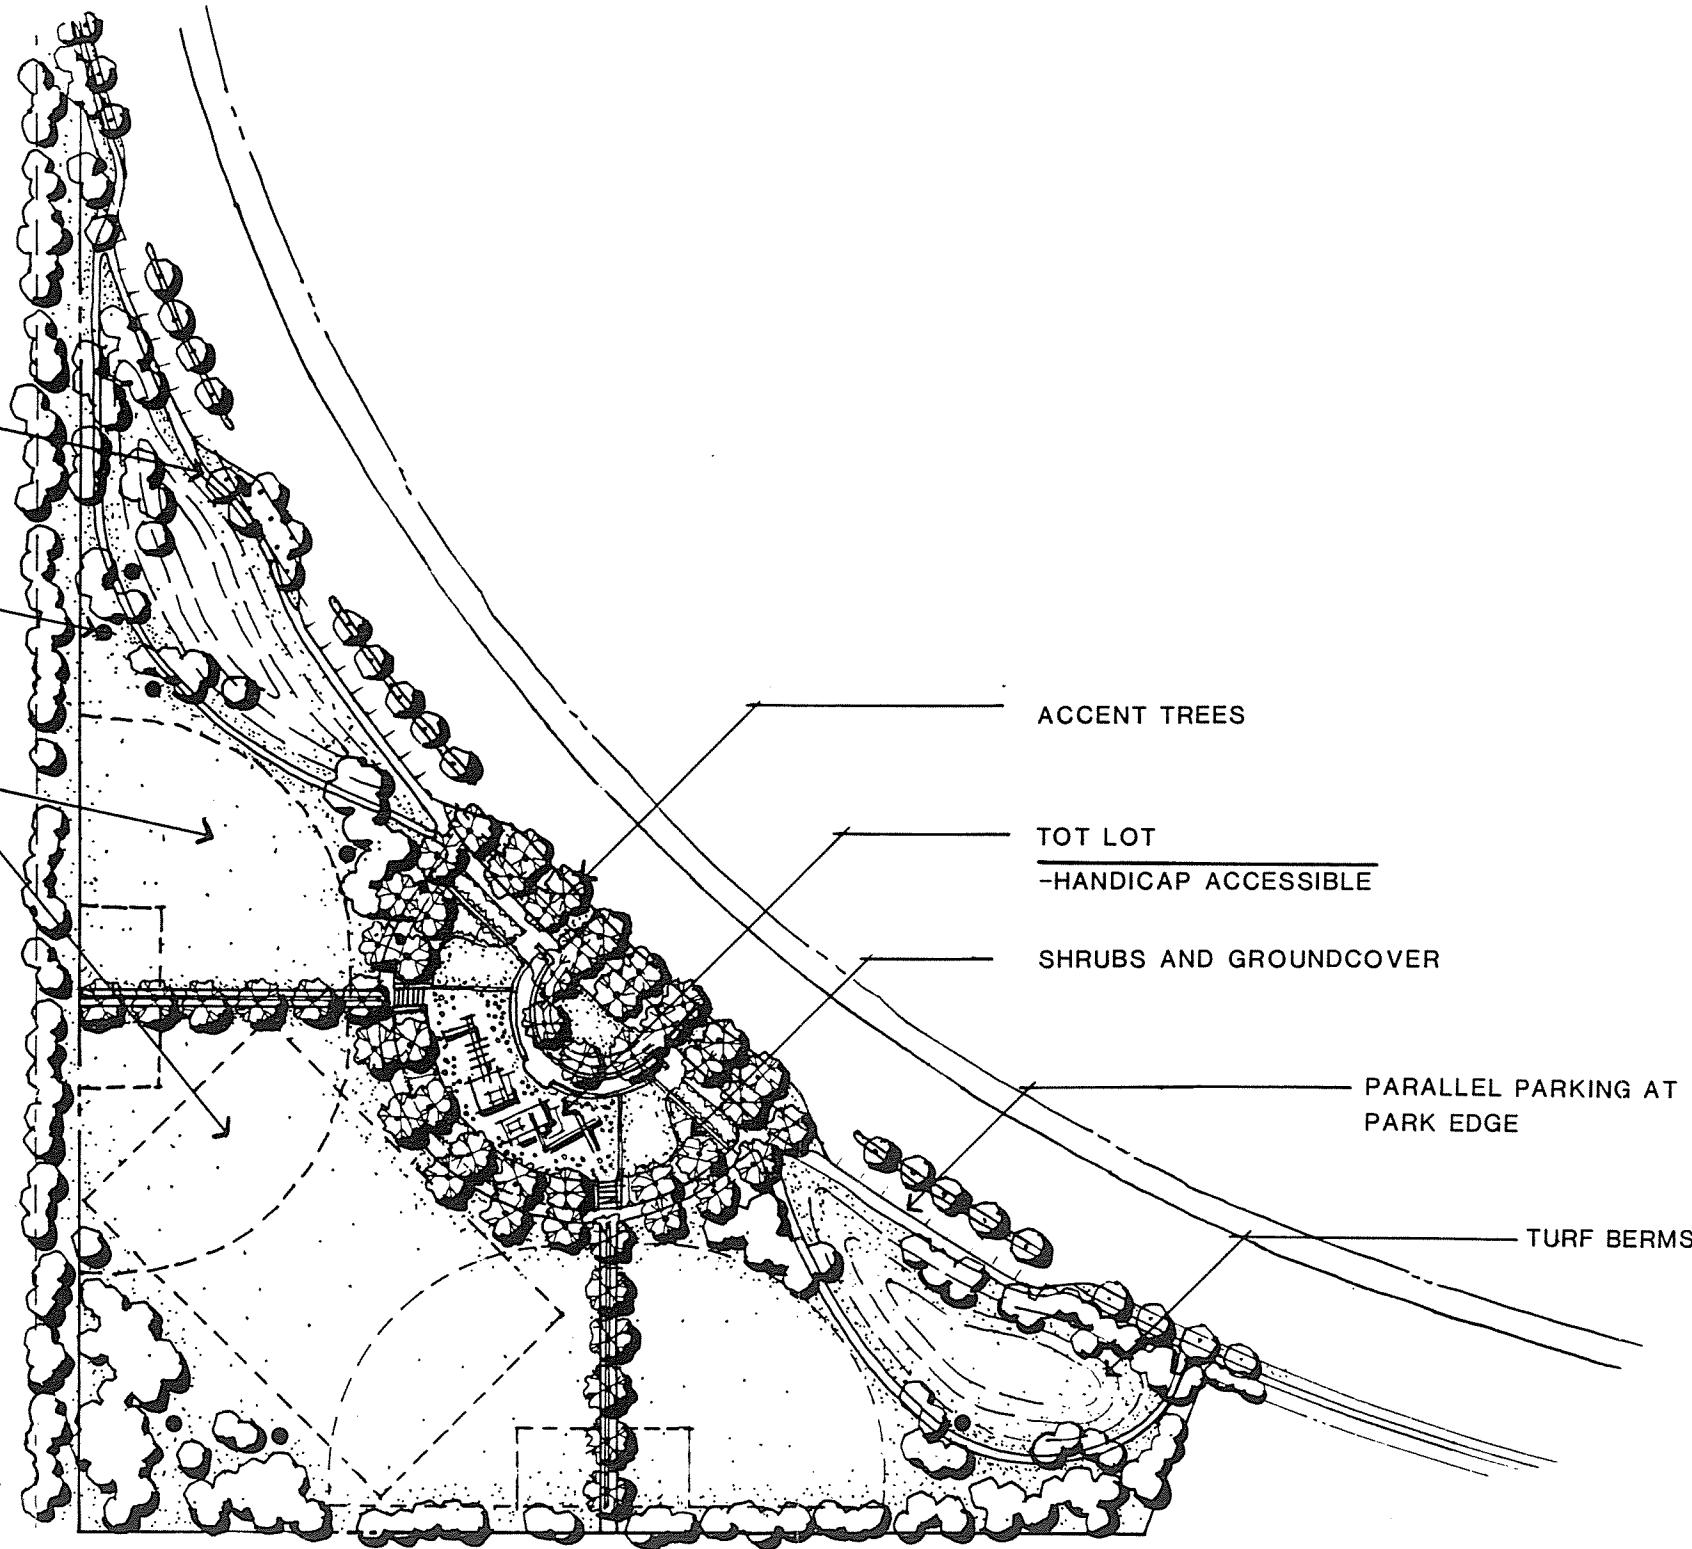 ACCENT TREES
TOT LOT
-HANDICAP ACCESSIBLE
SHRUBS AND GROUNDCOVER
PARALLEL PARKING AT
PARK EDGE
TURF BERMS